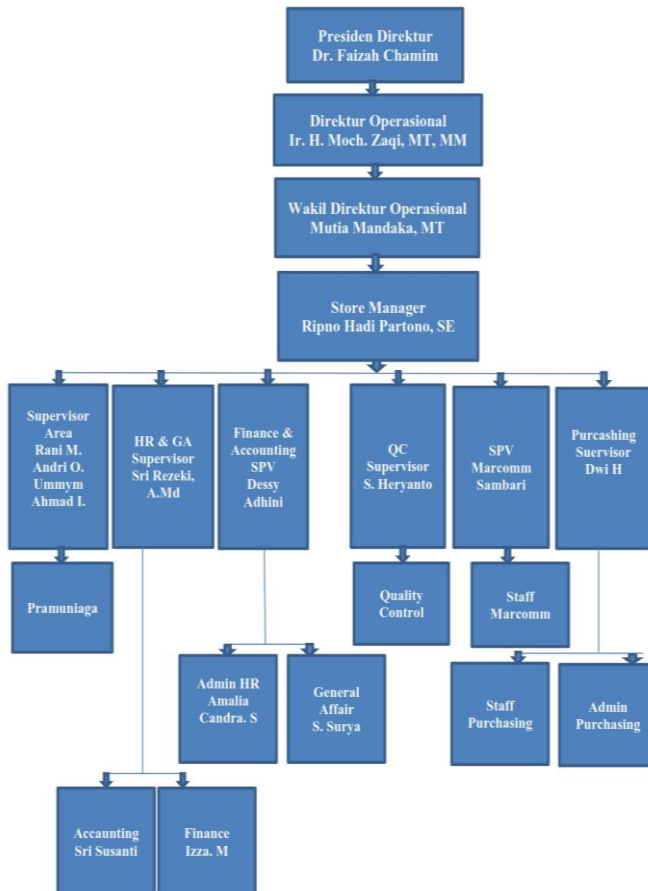 Presiden Direktur
Dr. Faizah Chamim
Direktur Operasional
Ir. H. Moch. Zaqi, MT, MM
Wakil Direktur Operasional
Mutia Mandaka, MT
Store Manager
Ripno Hadi Partono, SE
Supervisor
Area
Rani M.
Andri O.
Ummym
Ahmad I.
HR & GA
Supervisor
Sri Rezeki,
A.Md
Finance &
Accounting
SPV
Dessy
Adhini
QC
Supervisor
S. Heryanto
SPV
Marcomm
Sambari
Purcashing
Suervisor
Dwi H
Pramuniaga
Quality
Control
Staff
Marcomm
Admin HR
Amalia
Candra. S
General
Affair
S. Surya
Staff
Purchasing
Admin
Purchasing
Accaunting
Sri Susanti
Finance
Izza. M